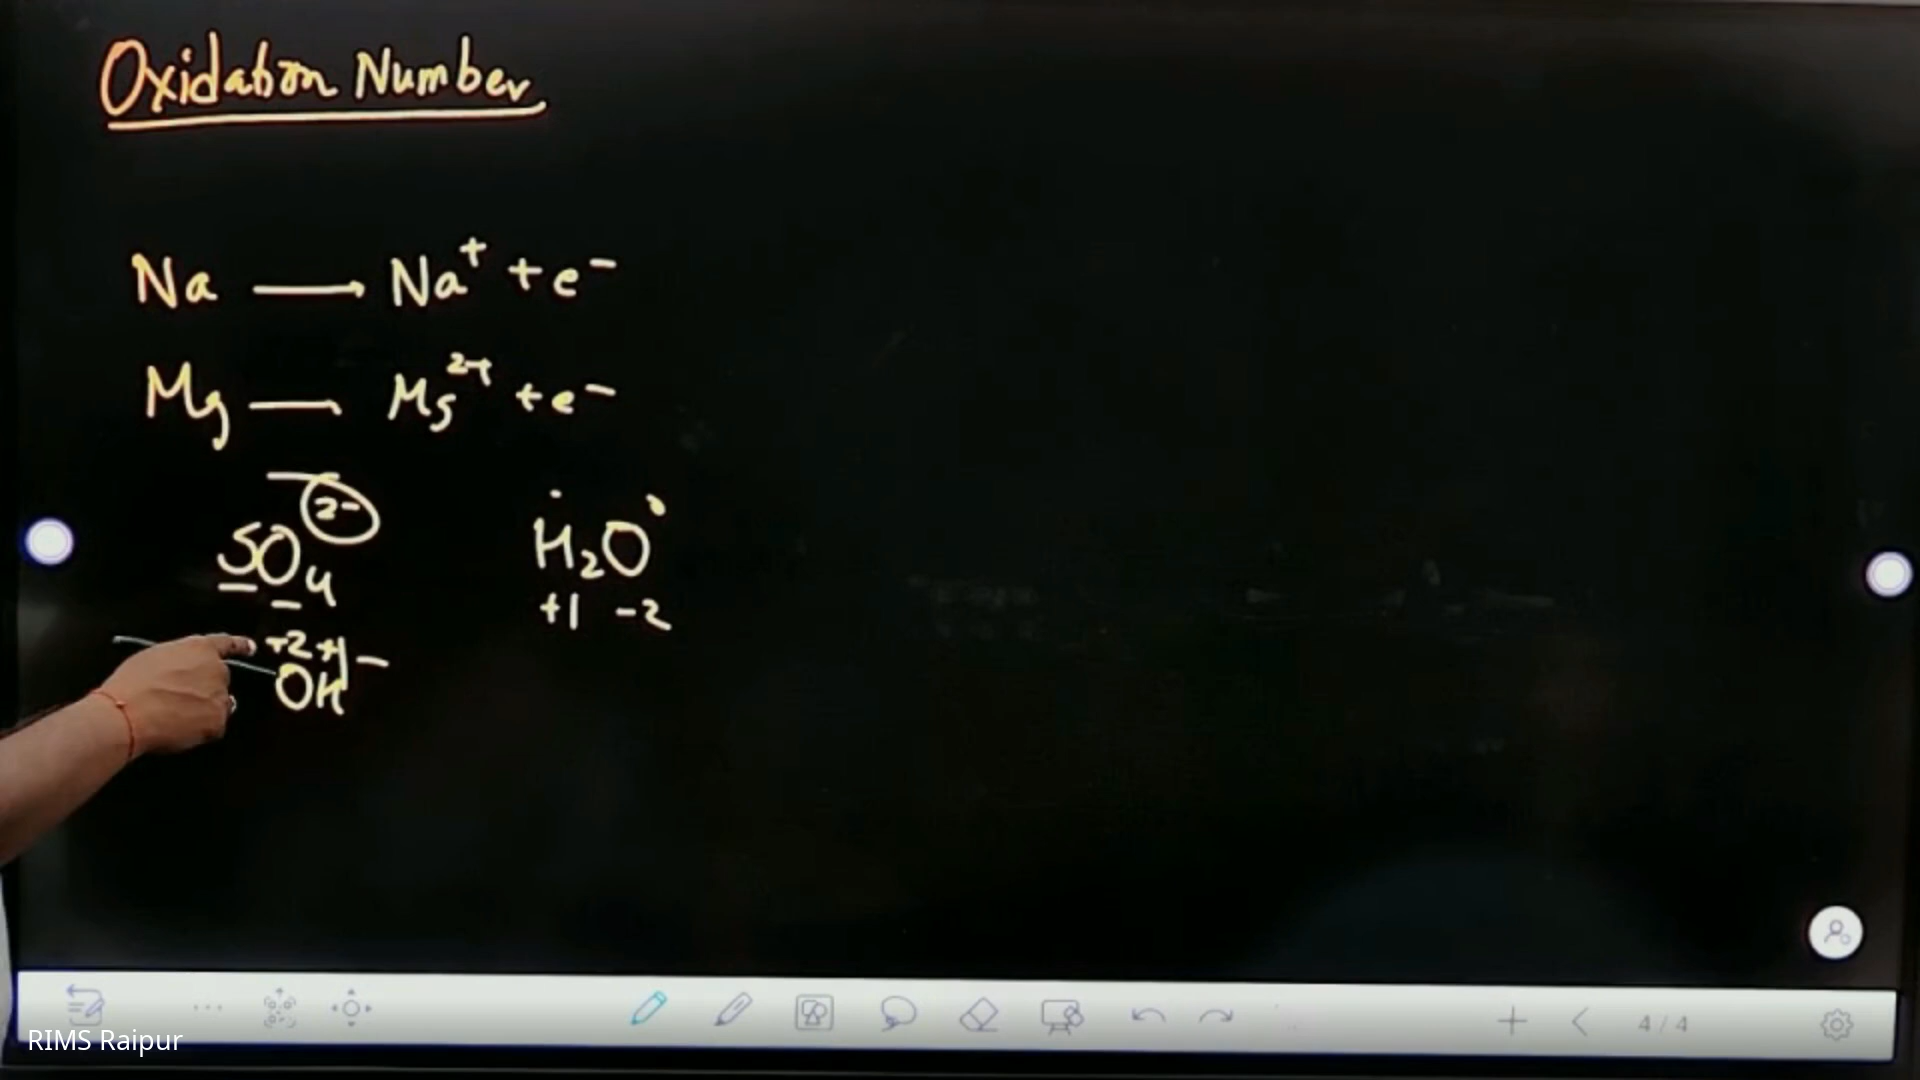 Oxidation Number
Na ⟶ Na⁺ + e⁻
Mg — Mg²⁺ + e⁻
SO₄²⁻
H₂O
+1 -2
-2 +1
OH⁻
4 / 4
RIMS Raipur